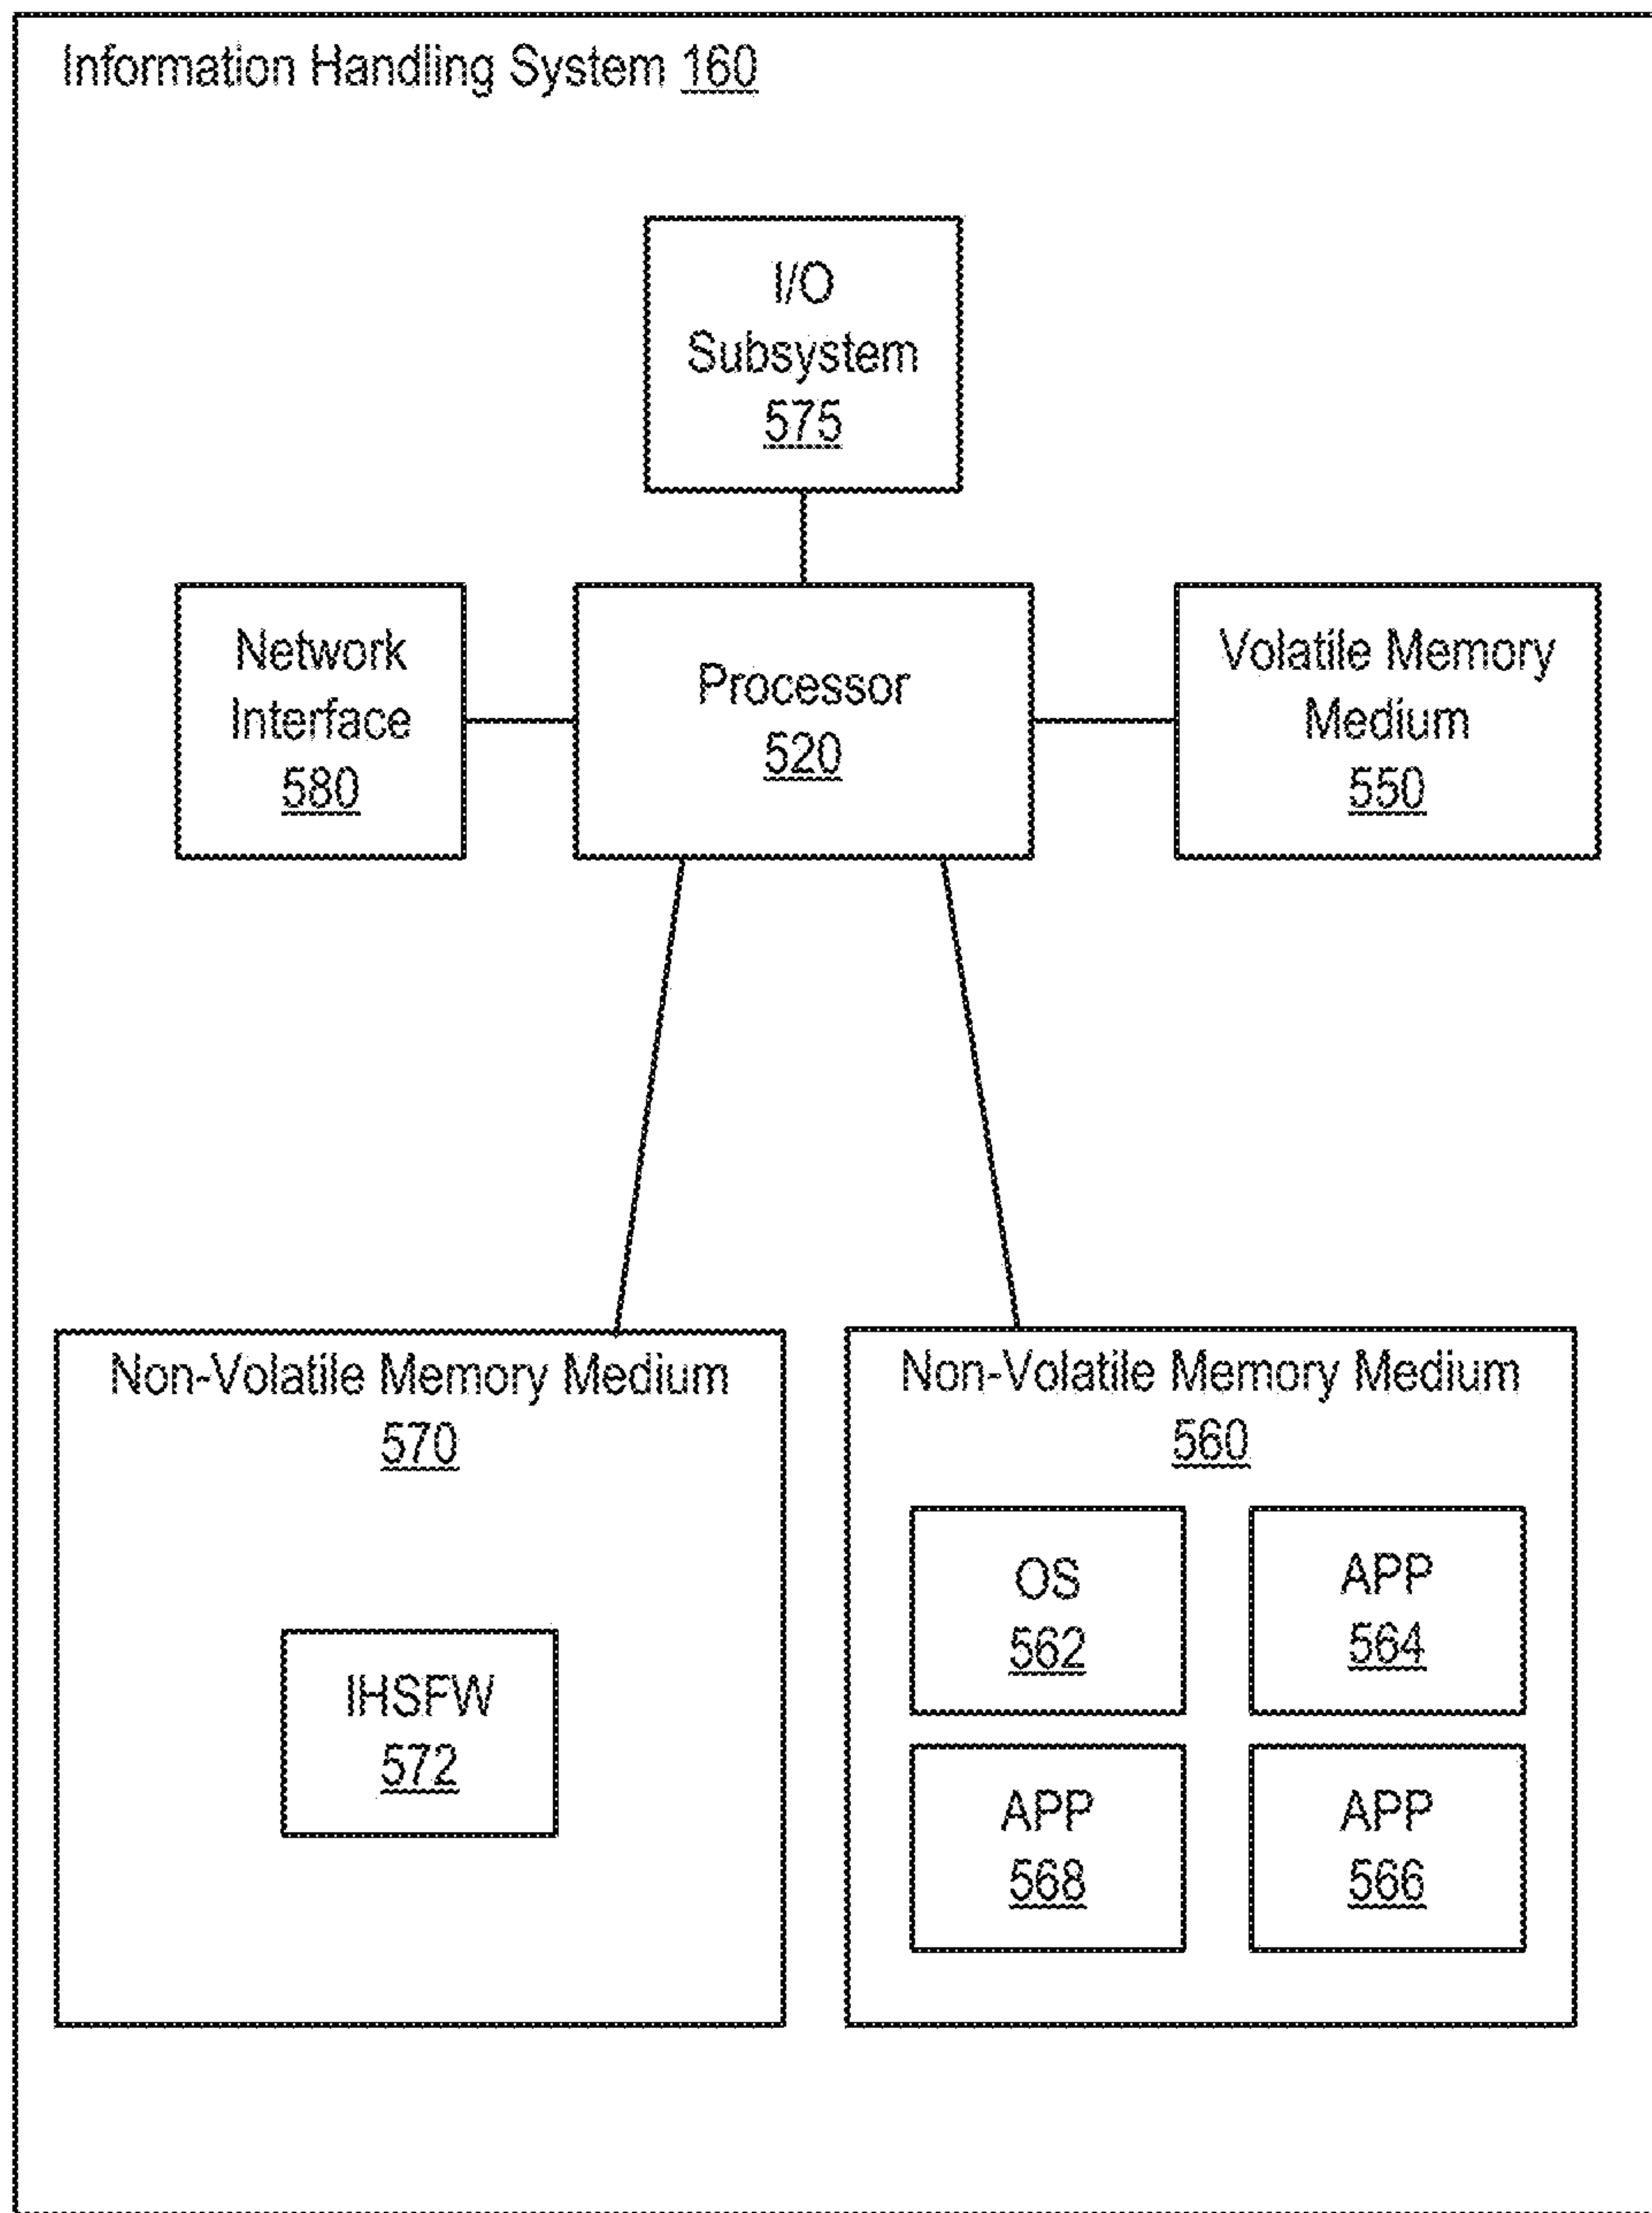 Information Handling System 160
I/O
Subsystem
575
Network
Interface
580
Processor
520
Volatile Memory
Medium
550
Non-Volatile Memory Medium
570
IHSFW
572
Non-Volatile Memory Medium
560
OS
562
APP
564
APP
568
APP
566